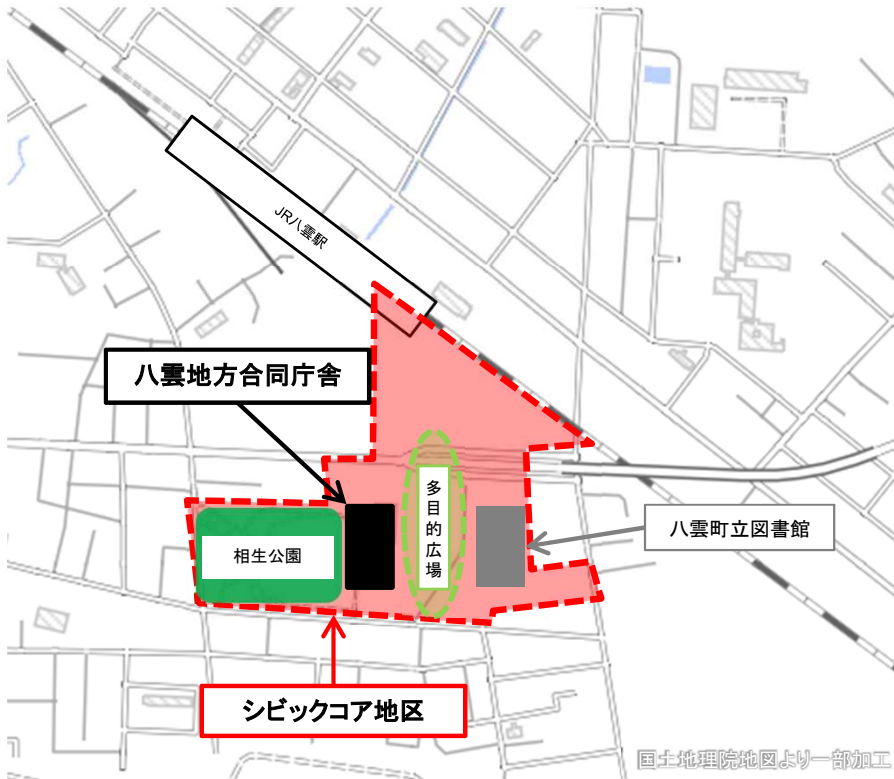 JR八雲駅
八雲地方合同庁舎
多目的広場
八雲町立図書館
相生公園
シビックコア地区
国土地理院地図より一部加工